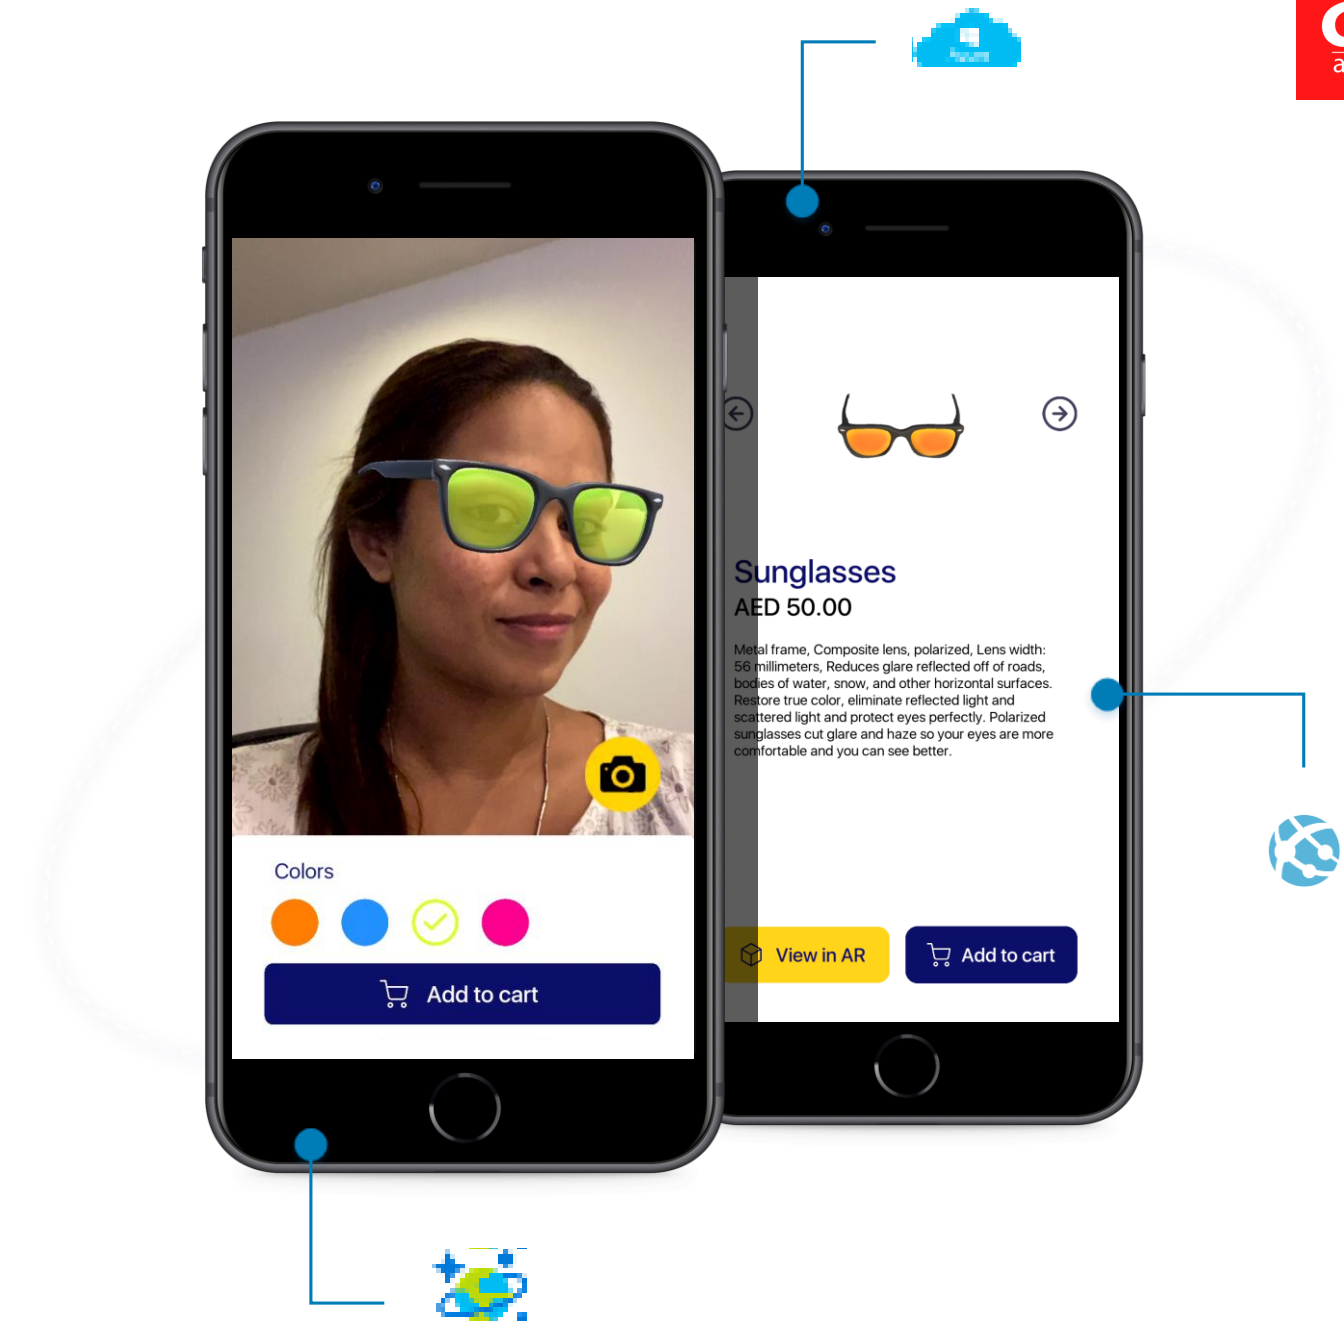 Colors
Add to cart
Sunglasses
AED 50.00
Metal frame, Composite lens, polarized, Lens width:
56 millimeters, Reduces glare reflected off of roads,
bodies of water, snow, and other horizontal surfaces.
Restore true color, eliminate reflected light and
scattered light and protect eyes perfectly. Polarized
sunglasses cut glare and haze so your eyes are more
comfortable and you can see better.
View in AR
Add to cart